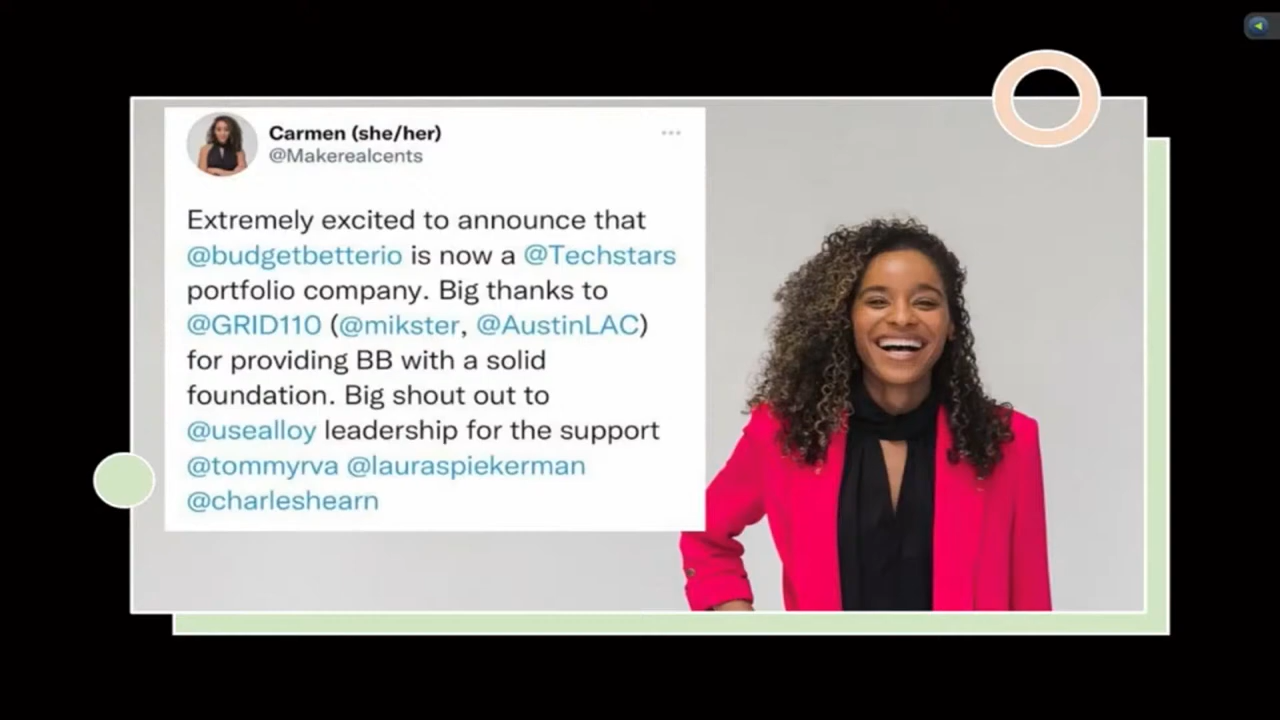 Carmen (she/her)
@Makerealcents
Extremely excited to announce that
@budgetbetterio is now a @Techstars
portfolio company. Big thanks to
@GRID110 (@mikster, @AustinLAC)
for providing BB with a solid
foundation. Big shout out to
@usealloy leadership for the support
@tommyrva @lauraspiekerman
@charleshearn